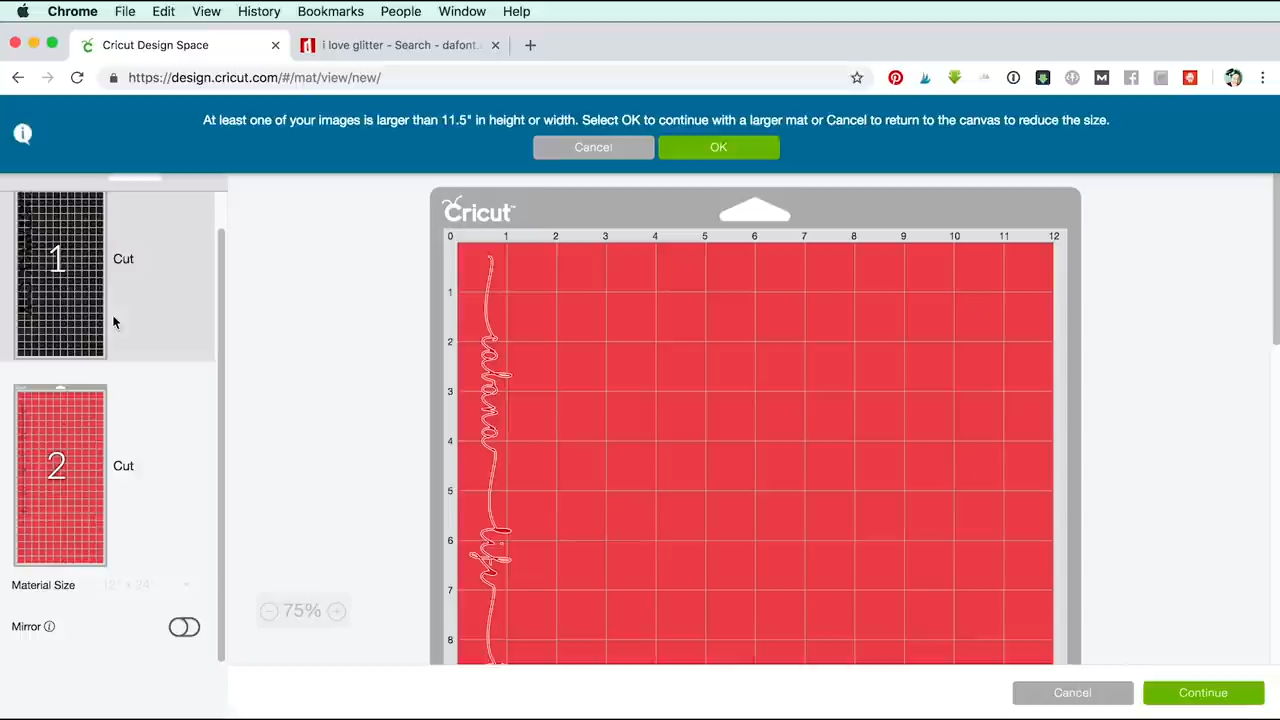 Chrome File Edit View History Bookmarks People Window Help
Cricut Design Space
i love glitter - Search - dafont.
https://design.cricut.com/#/mat/view/new/
At least one of your images is larger than 11.5" in height or width. Select OK to continue with a larger mat or Cancel to return to the canvas to reduce the size.
Cancel OK
Cricut™
0 1 2 3 4 5 6 7 8 9 10 11 12
1 Cut
1
2
3
4
5
6
7
8
2 Cut
Material Size 12" x 24"
75%
Mirror
Cancel Continue